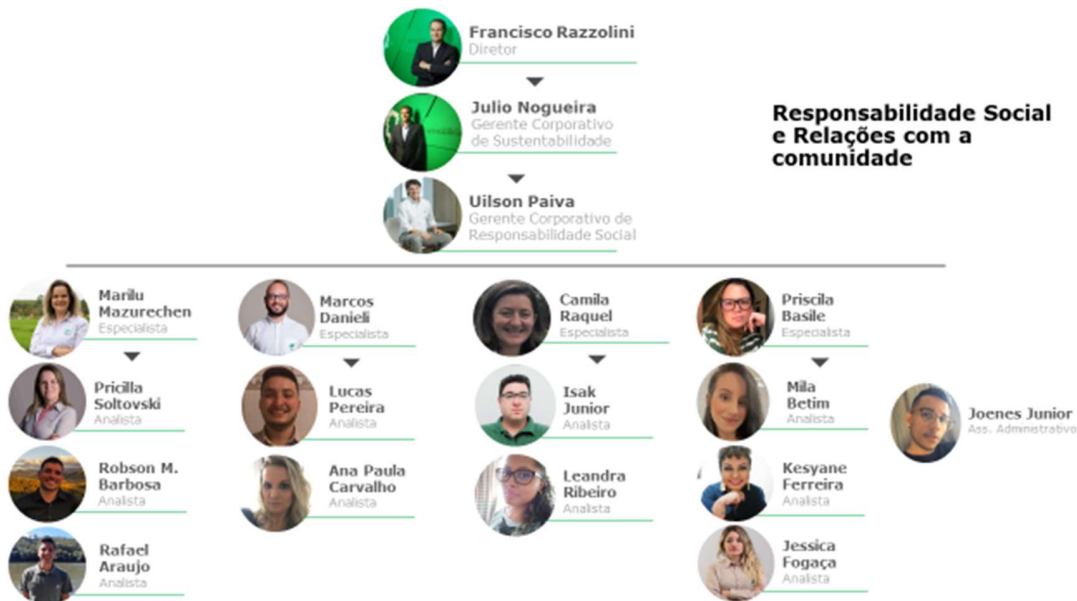 Francisco Razzolini
Diretor
Julio Nogueira
Gerente Corporativo
de Sustentabilidade
Uilson Paiva
Gerente Corporativo de
Responsabilidade Social
Responsabilidade Social
e Relações com a
comunidade
Marilu
Mazurechen
Especialista
Pricilla
Soltovski
Analista
Robson M.
Barbosa
Analista
Rafael
Araujo
Analista
Marcos
Danieli
Especialista
Lucas
Pereira
Analista
Ana Paula
Carvalho
Analista
Camila
Raquel
Especialista
Isak
Junior
Analista
Leandra
Ribeiro
Analista
Priscila
Basile
Especialista
Mila
Betim
Analista
Kesyane
Ferreira
Analista
Jessica
Fogaça
Analista
Joenes Junior
Ass. Administrativo